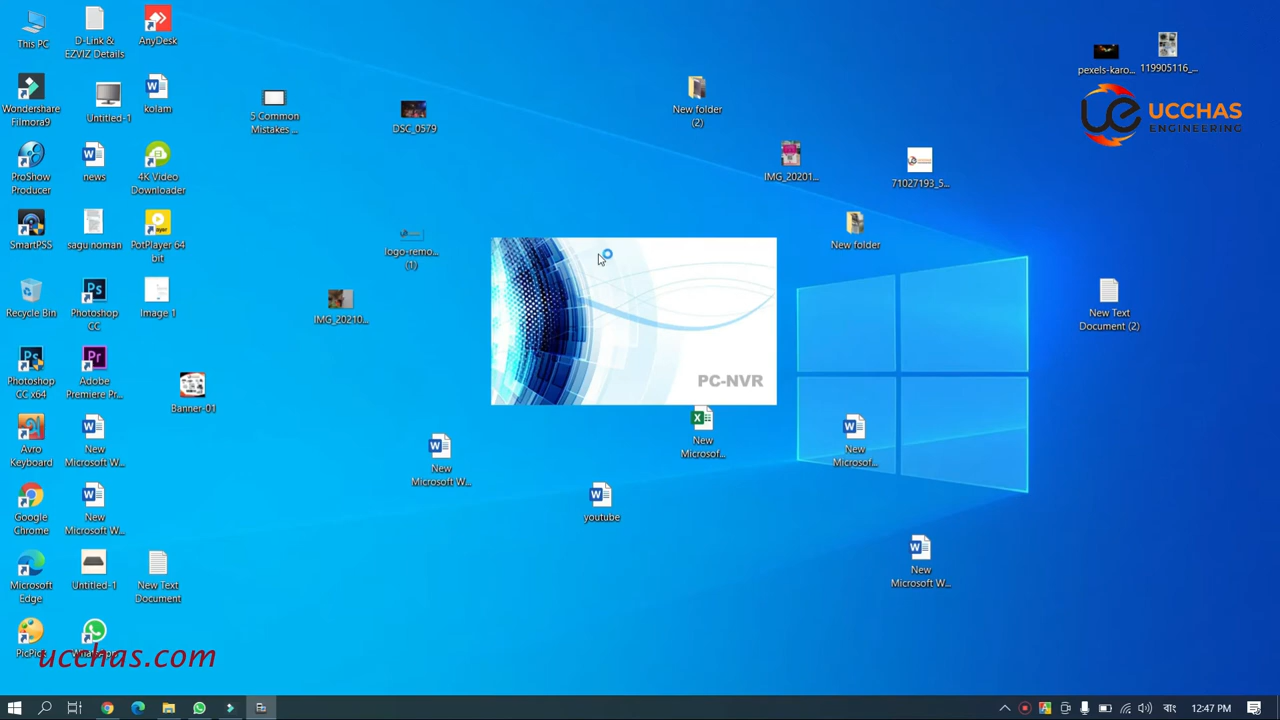 This PC
D-Link &
EZVIZ Details
AnyDesk
Wondershare
Filmora9
Untitled-1
kolam
5 Common
Mistakes ...
DSC_0579
New folder
(2)
pexels-karo...
119905116_...
UCCHAS
ENGINEERING
ProShow
Producer
news
4K Video
Downloader
IMG_20201...
71027193_5...
SmartPSS
sagu noman
PotPlayer 64
bit
logo-remo...
(1)
New folder
Recycle Bin
Photoshop
CC
Image 1
IMG_20210...
New Text
Document (2)
PC-NVR
Photoshop
CC x64
Adobe
Premiere Pr...
Banner-01
Avro
Keyboard
New
Microsoft W...
New
Microsoft W...
New
Microsof...
New
Microsof...
Google
Chrome
New
Microsoft W...
youtube
Microsoft
Edge
Untitled-1
New Text
Document
New
Microsoft W...
PicPick
ucchas.com
বাং
12:47 PM